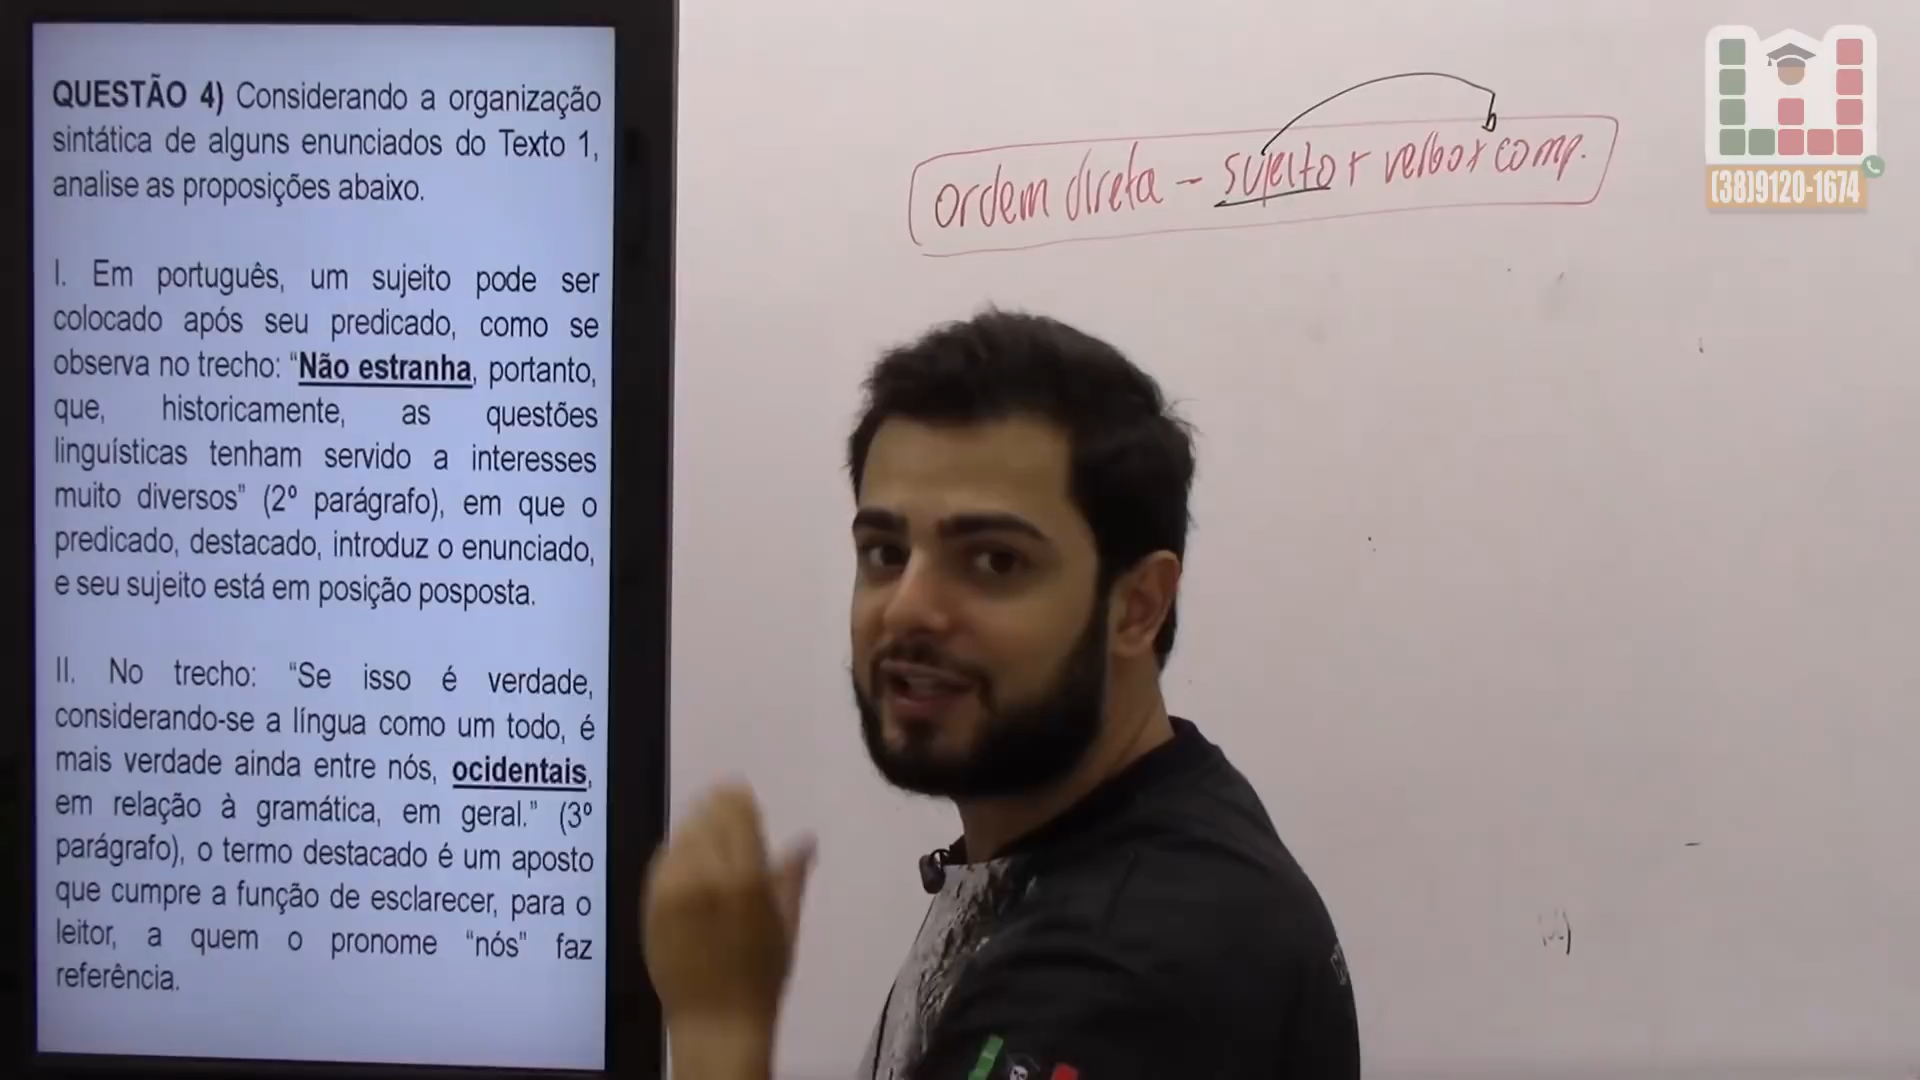 QUESTÃO 4) Considerando a organização
sintática de alguns enunciados do Texto 1,
analise as proposições abaixo.
I. Em português, um sujeito pode ser
colocado após seu predicado, como se
observa no trecho: “Não estranha, portanto,
que, historicamente, as questões
linguísticas tenham servido a interesses
muito diversos” (2º parágrafo), em que o
predicado, destacado, introduz o enunciado,
e seu sujeito está em posição posposta.
II. No trecho: “Se isso é verdade,
considerando-se a língua como um todo, é
mais verdade ainda entre nós, ocidentais,
em relação à gramática, em geral.” (3º
parágrafo), o termo destacado é um aposto
que cumpre a função de esclarecer, para o
leitor, a quem o pronome “nós” faz
referência.
ordem direta – sujeito + verbo + comp.
(38)9120-1674